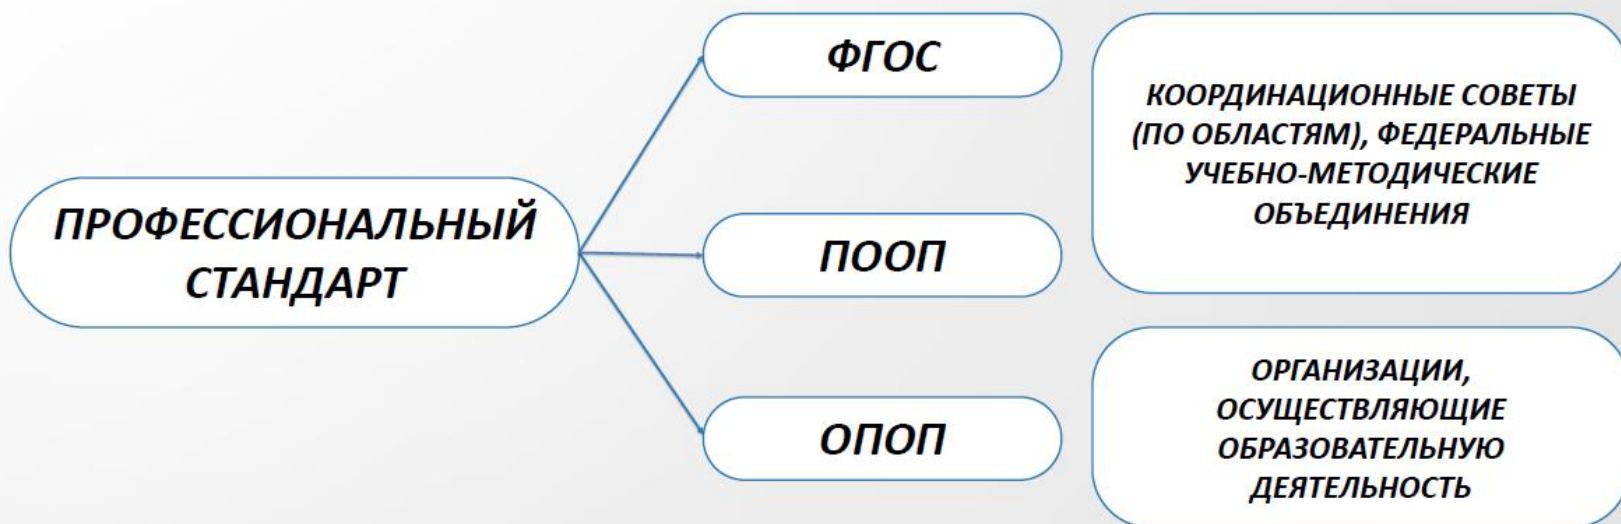 ПРОФЕССИОНАЛЬНЫЙ
СТАНДАРТ
ФГОС
ПООП
ОПОП
КООРДИНАЦИОННЫЕ СОВЕТЫ
(ПО ОБЛАСТЯМ), ФЕДЕРАЛЬНЫЕ
УЧЕБНО-МЕТОДИЧЕСКИЕ
ОБЪЕДИНЕНИЯ
ОРГАНИЗАЦИИ,
ОСУЩЕСТВЛЯЮЩИЕ
ОБРАЗОВАТЕЛЬНУЮ
ДЕЯТЕЛЬНОСТЬ